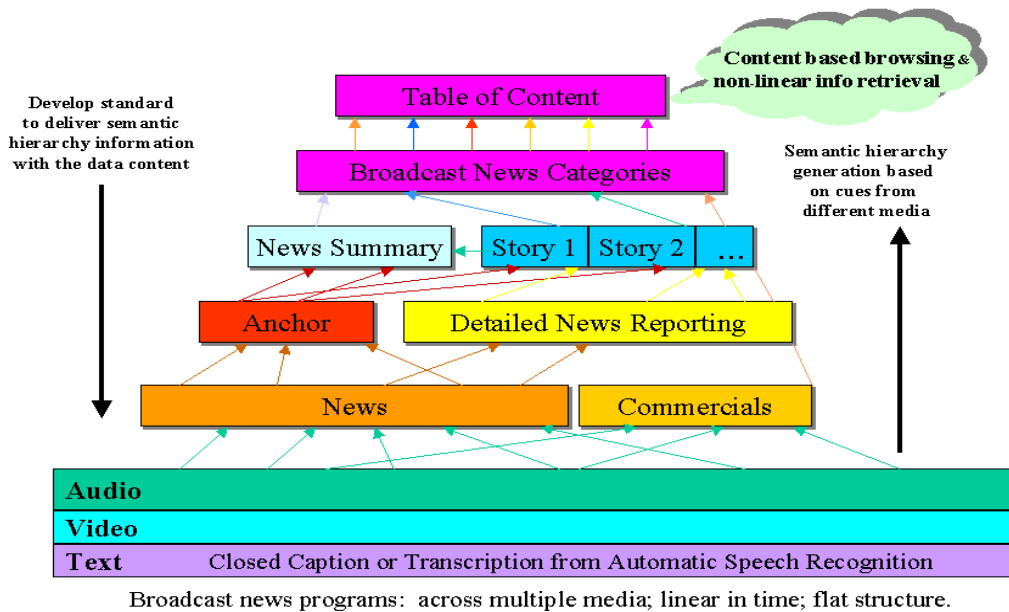 Content based browsing &
non-linear info retrieval
Table of Content
Develop standard
to deliver semantic
hierarchy information
with the data content
Broadcast News Categories
Semantic hierarchy
generation based
on cues from
different media
News Summary
Story 1
Story 2
...
Anchor
Detailed News Reporting
News
Commercials
Audio
Video
Text Closed Caption or Transcription from Automatic Speech Recognition
Broadcast news programs: across multiple media; linear in time; flat structure.